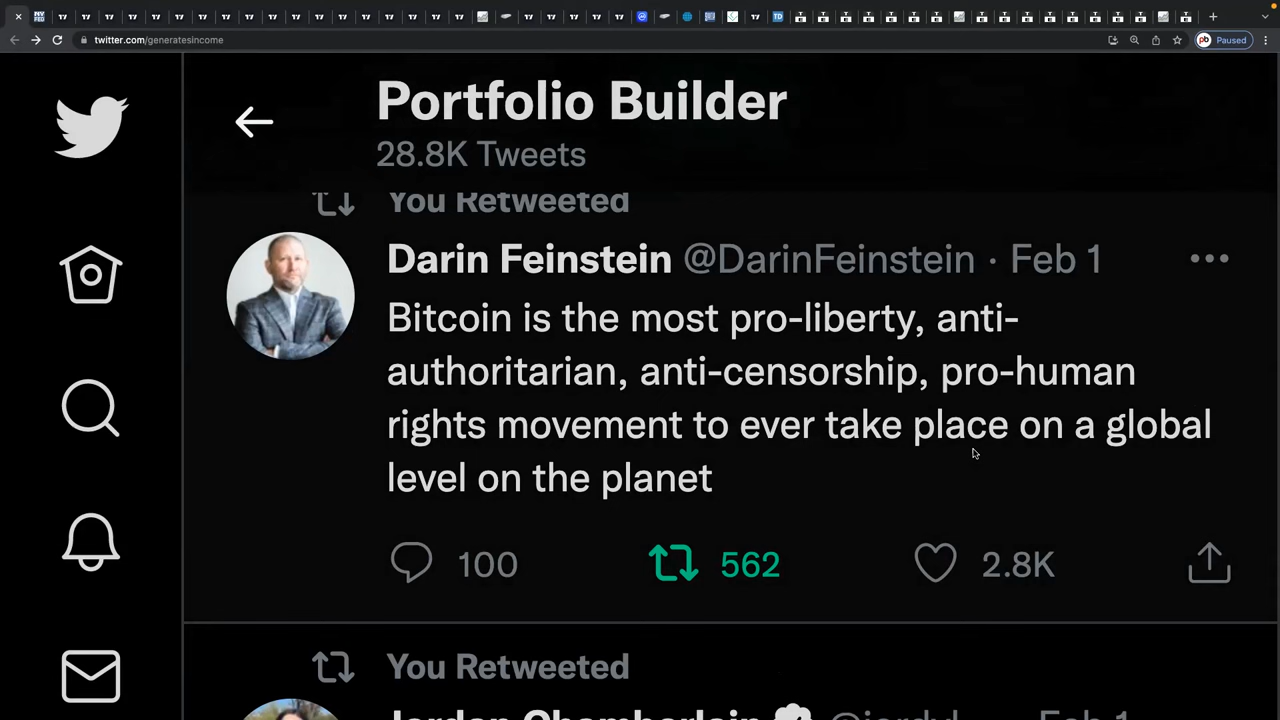 twitter.com/generatesincome
Paused
Portfolio Builder
28.8K Tweets
You Retweeted
Darin Feinstein @DarinFeinstein · Feb 1
Bitcoin is the most pro-liberty, anti-
authoritarian, anti-censorship, pro-human
rights movement to ever take place on a global
level on the planet
100 562 2.8K
You Retweeted